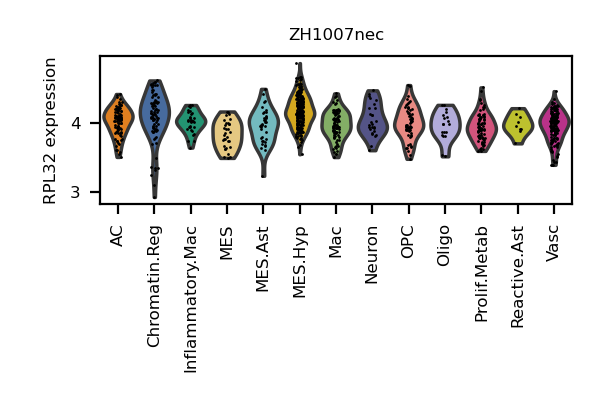 ZH1007nec
RPL32 expression
4
3
AC
Chromatin.Reg
Inflammatory.Mac
MES
MES.Ast
MES.Hyp
Mac
Neuron
OPC
Oligo
Prolif.Metab
Reactive.Ast
Vasc